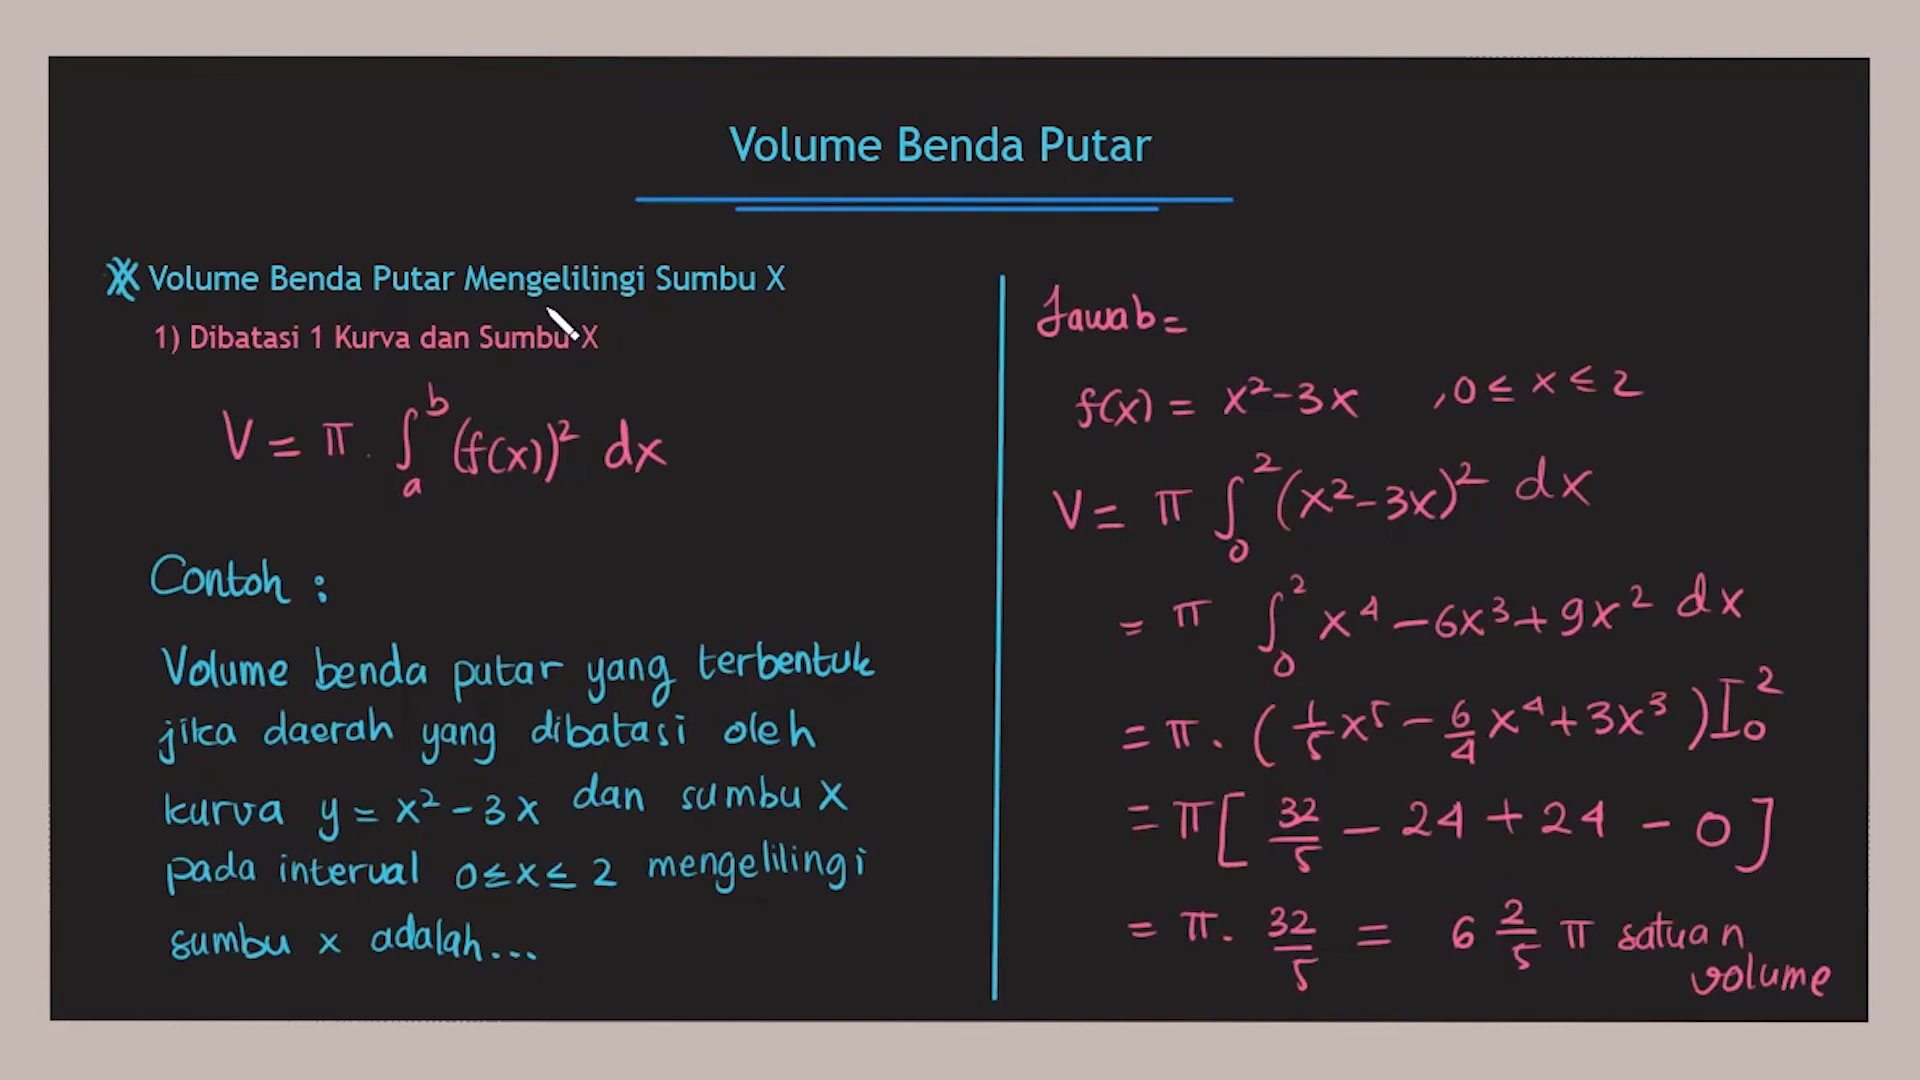 Volume Benda Putar
Volume Benda Putar Mengelilingi Sumbu X
1) Dibatasi 1 Kurva dan Sumbu X
V = π . ∫ₐᵇ (f(x))² dx
Contoh :
Volume benda putar yang terbentuk
jika daerah yang dibatasi oleh
kurva y = x² - 3x dan sumbu X
pada interval 0 ≤ x ≤ 2 mengelilingi
sumbu x adalah...
Jawab =
f(x) = x² - 3x , 0 ≤ x ≤ 2
V = π ∫₀² (x² - 3x)² dx
= π ∫₀² x⁴ - 6x³ + 9x² dx
= π . ( 1/5 x⁵ - 6/4 x⁴ + 3x³ ) I₀²
= π [ 32/5 - 24 + 24 - 0 ]
= π . 32/5 = 6 2/5 π satuan
volume